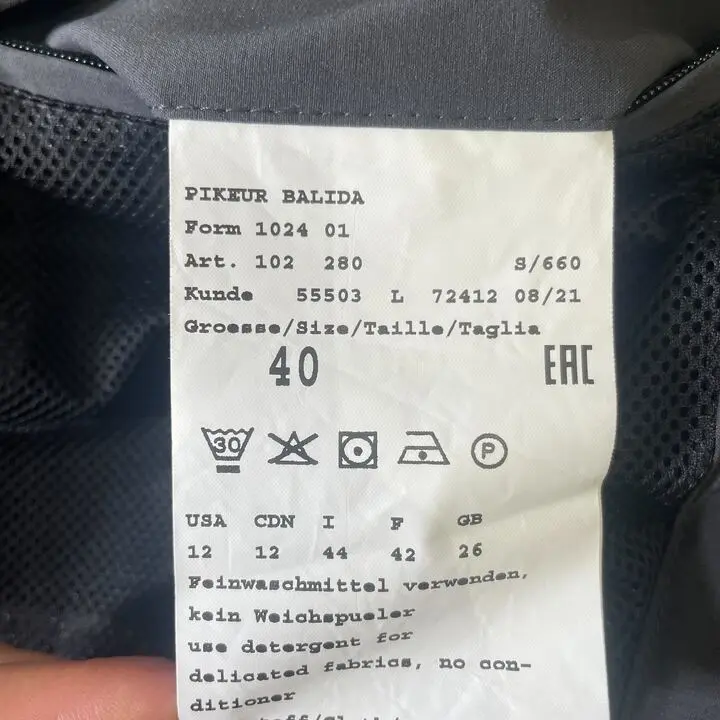 PIKEUR BALIDA
Form 1024 01
Art. 102 280 S/660
Kunde 55503 L 72412 08/21
Groesse/Size/Taille/Taglia
40 EAC
30 P
USA CDN I F GB
12 12 44 42 26
Feinwaschmittel verwenden,
kein Weichspueler
use detergent for
delicated fabrics, no con-
ditioner